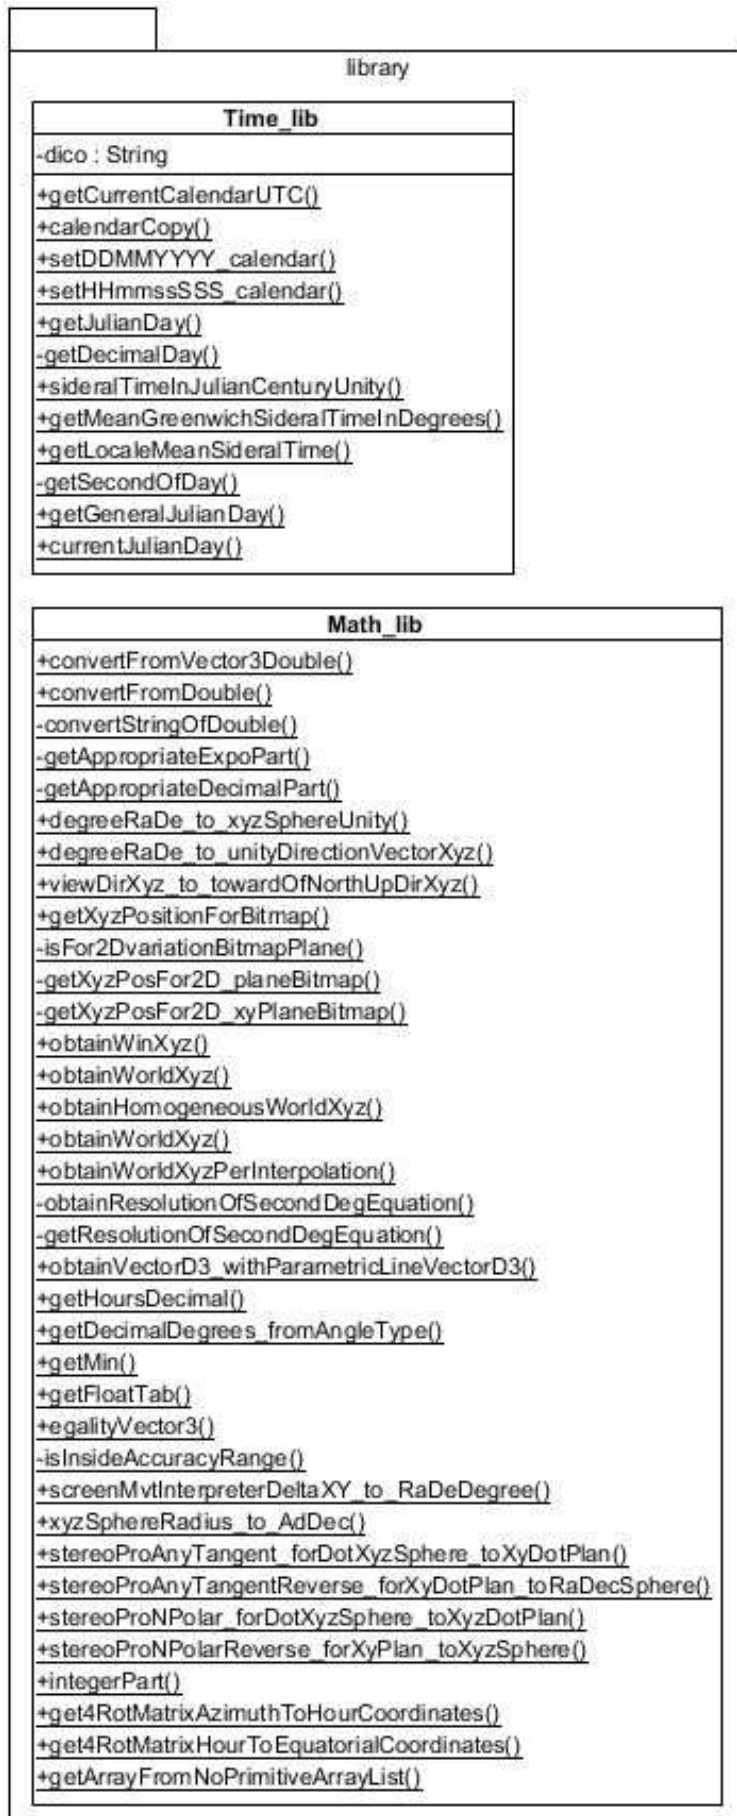 library
Time_lib
-dico : String
+getCurrentCalendarUTC()
+calendarCopy()
+setDDMMYYYY_calendar()
+setHHmmssSSS_calendar()
+getJulianDay()
-getDecimalDay()
+sideralTimeInJulianCenturyUnity()
+getMeanGreenwichSideralTimeInDegrees()
+getLocaleMeanSideralTime()
-getSecondOfDay()
+getGeneralJulianDay()
+currentJulianDay()
Math_lib
+convertFromVector3Double()
+convertFromDouble()
-convertStringOfDouble()
-getAppropriateExpoPart()
-getAppropriateDecimalPart()
+degreeRaDe_to_xyzSphereUnity()
+degreeRaDe_to_unityDirectionVectorXyz()
+viewDirXyz_to_towardOfNorthUpDirXyz()
+getXyzPositionForBitmap()
-isFor2DvariationBitmapPlane()
-getXyzPosFor2D_planeBitmap()
-getXyzPosFor2D_xyPlaneBitmap()
+obtainWinXyz()
+obtainWorldXyz()
+obtainHomogeneousWorldXyz()
+obtainWorldXyz()
+obtainWorldXyzPerInterpolation()
-obtainResolutionOfSecondDegEquation()
-getResolutionOfSecondDegEquation()
+obtainVectorD3_withParametricLineVectorD3()
+getHoursDecimal()
+getDecimalDegrees_fromAngleType()
+getMin()
+getFloatTab()
+egalityVector3()
-isInsideAccuracyRange()
+screenMvtInterpreterDeltaXY_to_RaDeDegree()
+xyzSphereRadius_to_AdDec()
+stereoProAnyTangent_forDotXyzSphere_toXyDotPlan()
+stereoProAnyTangentReverse_forXyDotPlan_toRaDecSphere()
+stereoProNPolar_forDotXyzSphere_toXyzDotPlan()
+stereoProNPolarReverse_forXyPlan_toXyzSphere()
+integerPart()
+get4RotMatrixAzimuthToHourCoordinates()
+get4RotMatrixHourToEquatorialCoordinates()
+getArrayFromNoPrimitiveArrayList()